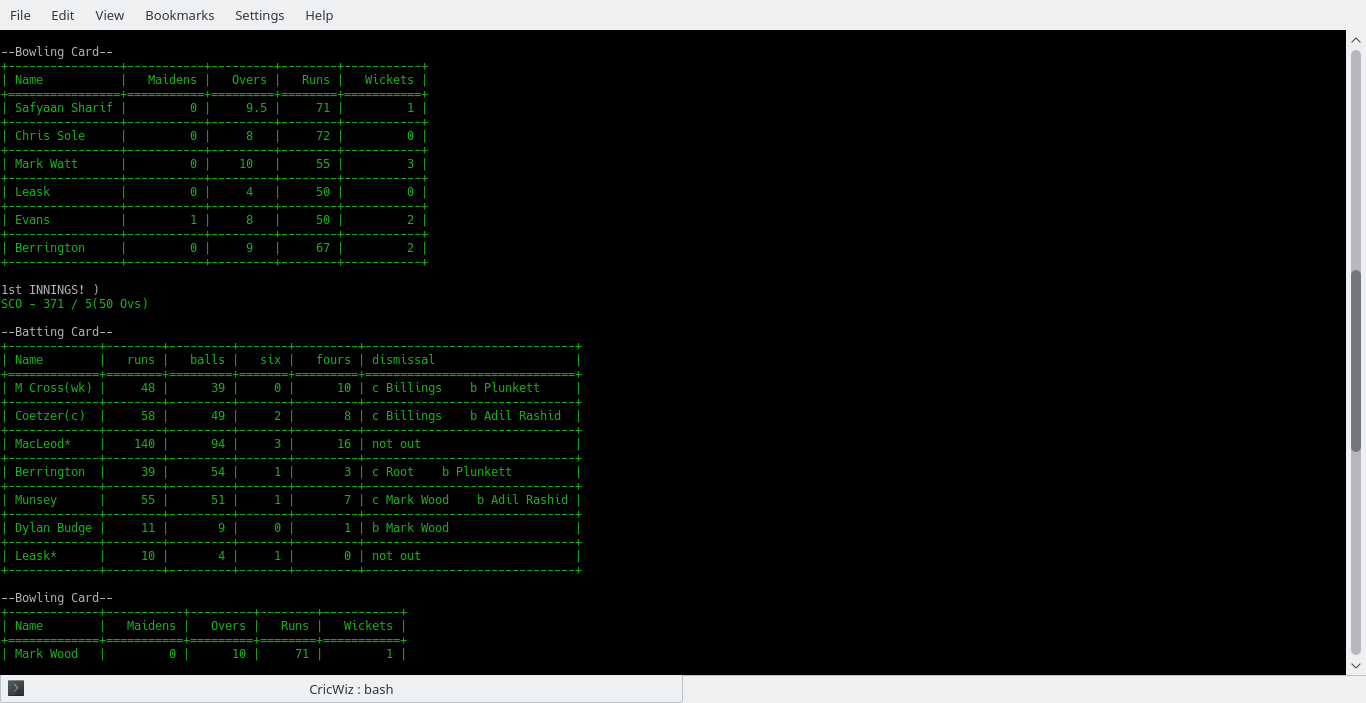 File Edit View Bookmarks Settings Help
--Bowling Card--
+----------------+-----------+---------+--------+-----------+
| Name           |   Maidens |   Overs |   Runs |   Wickets |
+================+===========+=========+========+===========+
| Safyaan Sharif |         0 |     9.5 |     71 |         1 |
+----------------+-----------+---------+--------+-----------+
| Chris Sole     |         0 |     8   |     72 |         0 |
+----------------+-----------+---------+--------+-----------+
| Mark Watt      |         0 |    10   |     55 |         3 |
+----------------+-----------+---------+--------+-----------+
| Leask          |         0 |     4   |     50 |         0 |
+----------------+-----------+---------+--------+-----------+
| Evans          |         1 |     8   |     50 |         2 |
+----------------+-----------+---------+--------+-----------+
| Berrington     |         0 |     9   |     67 |         2 |
+----------------+-----------+---------+--------+-----------+
1st INNINGS! )
SCO - 371 / 5(50 Ovs)
--Batting Card--
+-------------+--------+---------+-------+---------+------------------------------+
| Name        |   runs |   balls |   six |   fours | dismissal                    |
+=============+========+=========+=======+=========+==============================+
| M Cross(wk) |     48 |      39 |     0 |      10 | c Billings    b Plunkett     |
+-------------+--------+---------+-------+---------+------------------------------+
| Coetzer(c)  |     58 |      49 |     2 |       8 | c Billings    b Adil Rashid  |
+-------------+--------+---------+-------+---------+------------------------------+
| MacLeod*    |    140 |      94 |     3 |      16 | not out                      |
+-------------+--------+---------+-------+---------+------------------------------+
| Berrington  |     39 |      54 |     1 |       3 | c Root    b Plunkett         |
+-------------+--------+---------+-------+---------+------------------------------+
| Munsey      |     55 |      51 |     1 |       7 | c Mark Wood    b Adil Rashid |
+-------------+--------+---------+-------+---------+------------------------------+
| Dylan Budge |     11 |       9 |     0 |       1 | b Mark Wood                  |
+-------------+--------+---------+-------+---------+------------------------------+
| Leask*      |     10 |       4 |     1 |       0 | not out                      |
+-------------+--------+---------+-------+---------+------------------------------+
--Bowling Card--
+-------------+-----------+---------+--------+-----------+
| Name        |   Maidens |   Overs |   Runs |   Wickets |
+=============+===========+=========+========+===========+
| Mark Wood   |         0 |      10 |     71 |         1 |
CricWiz : bash